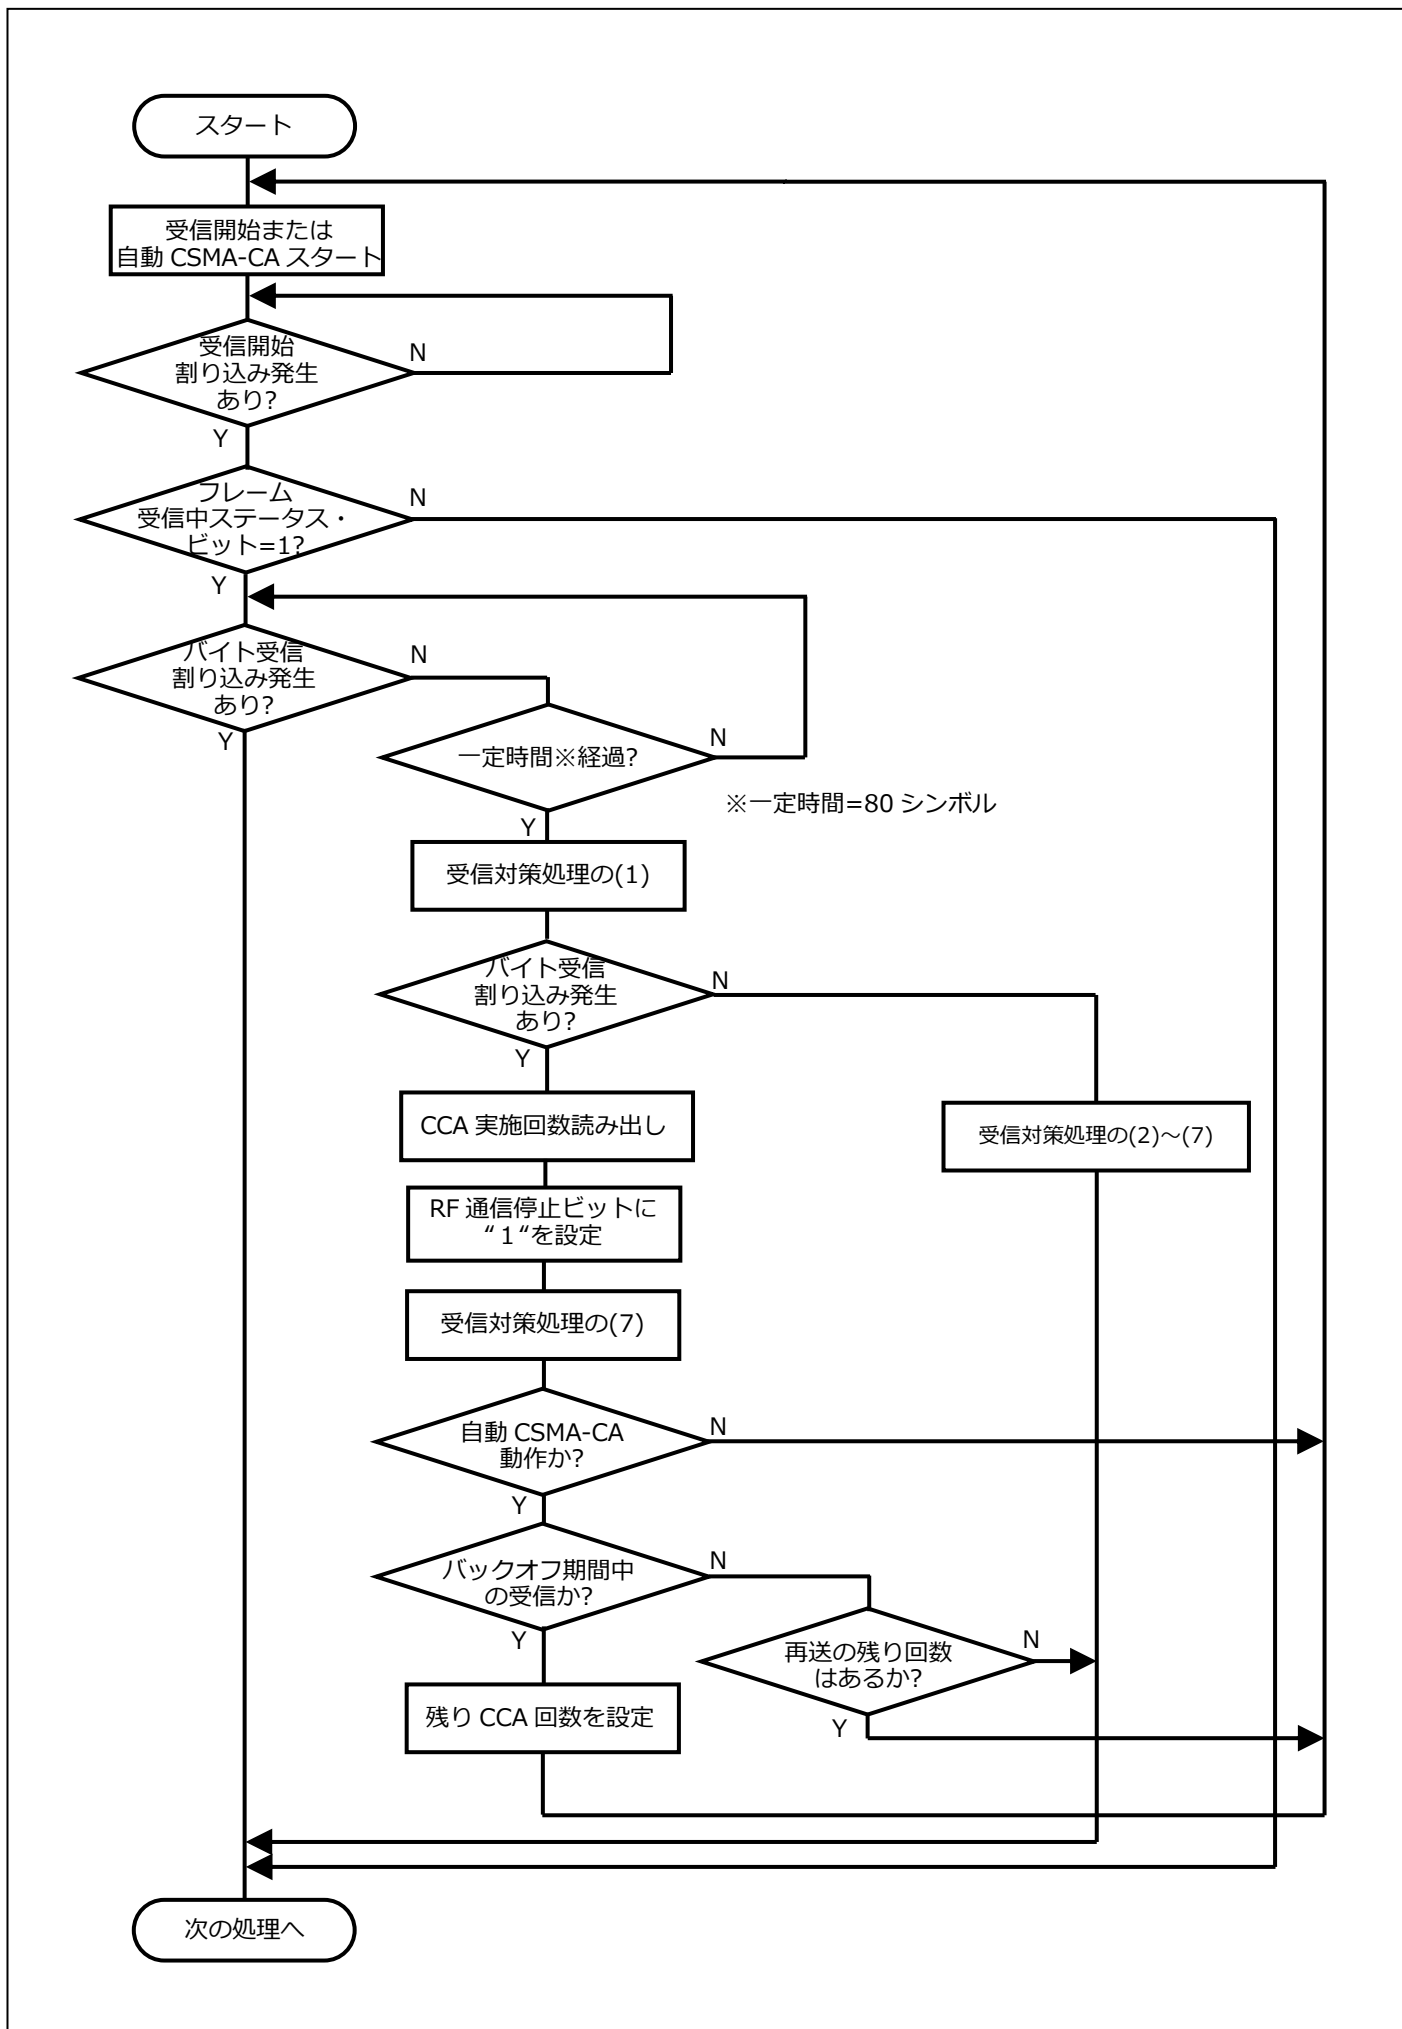 スタート
受信開始または
自動 CSMA-CA スタート
受信開始
割り込み発生
あり?
N
Y
フレーム
受信中ステータス・
ビット=1?
N
Y
バイト受信
割り込み発生
あり?
N
Y
一定時間※経過?
N
※一定時間=80 シンボル
Y
受信対策処理の(1)
バイト受信
割り込み発生
あり?
N
Y
CCA 実施回数読み出し
受信対策処理の(2)～(7)
RF 通信停止ビットに
“１“を設定
受信対策処理の(7)
自動 CSMA-CA
動作か?
N
Y
バックオフ期間中
の受信か?
N
Y
再送の残り回数
はあるか?
N
Y
残り CCA 回数を設定
次の処理へ